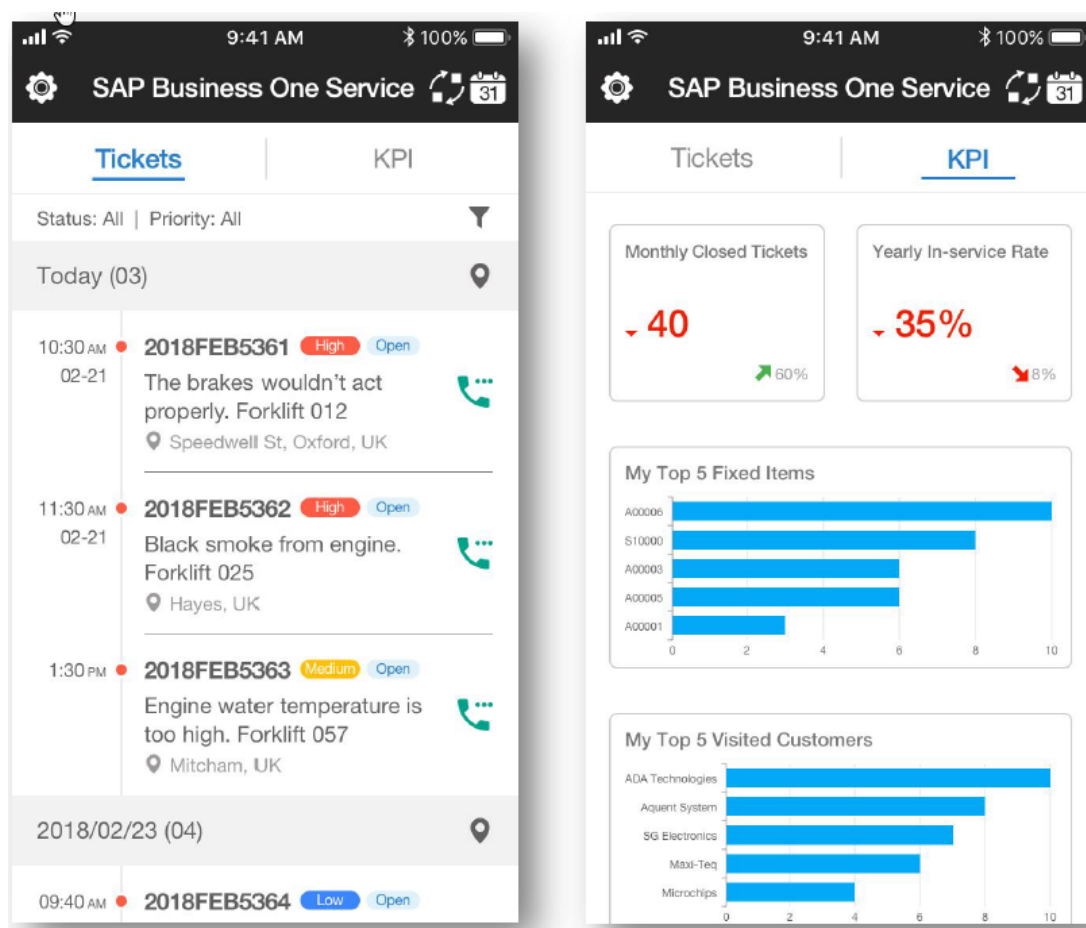 9:41 AM
100%
SAP Business One Service
31
Tickets
KPI
Status: All | Priority: All
Today (03)
10:30 AM
02-21
2018FEB5361
High
Open
The brakes wouldn't act
properly. Forklift 012
Speedwell St, Oxford, UK
11:30 AM
02-21
2018FEB5362
High
Open
Black smoke from engine.
Forklift 025
Hayes, UK
1:30 PM
2018FEB5363
Medium
Open
Engine water temperature is
too high. Forklift 057
Mitcham, UK
2018/02/23 (04)
09:40 AM
2018FEB5364
Low
Open
9:41 AM
100%
SAP Business One Service
31
Tickets
KPI
Monthly Closed Tickets
40
60%
Yearly In-service Rate
35%
8%
My Top 5 Fixed Items
A00006
S10000
A00003
A00005
A00001
0 2 4 6 8 10
My Top 5 Visited Customers
ADA Technologies
Aquent System
SG Electronics
Maxi-Teq
Microchips
0 2 4 6 8 10